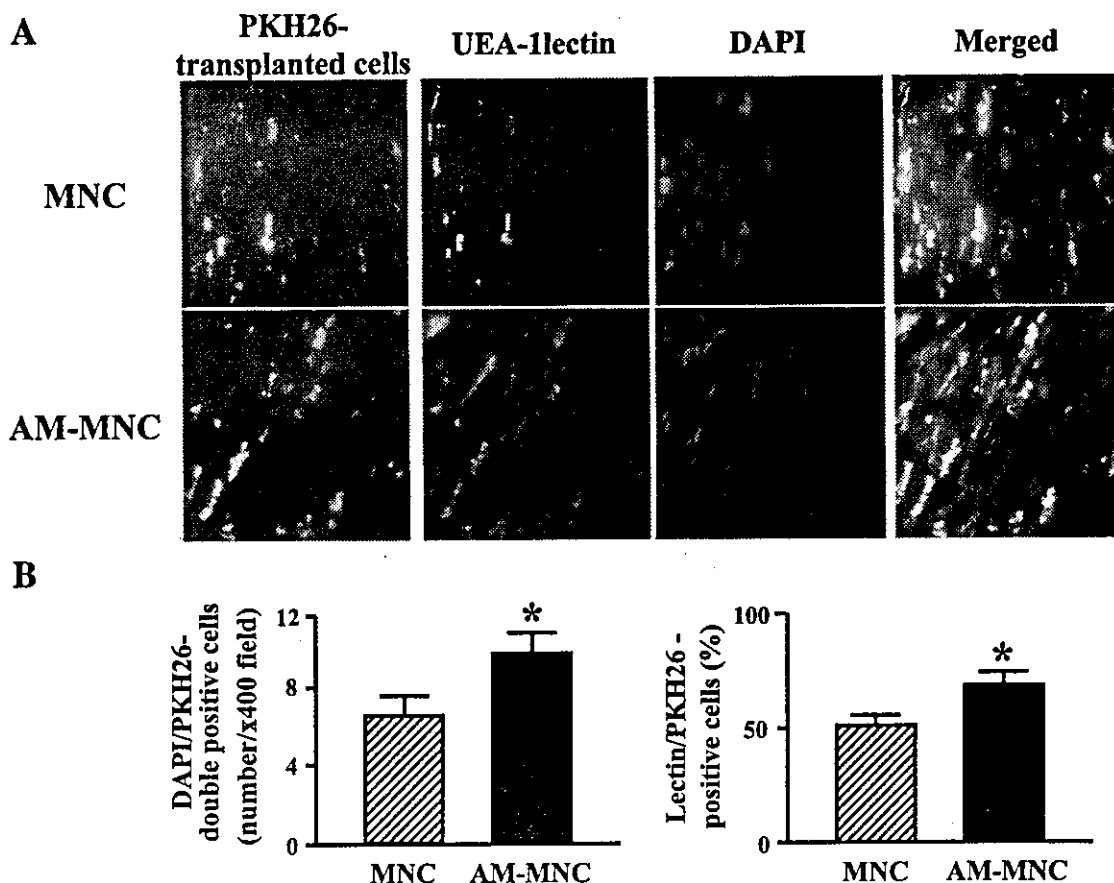 A
PKH26-
transplanted cells
UEA-1lectin
DAPI
Merged
MNC
AM-MNC
B
DAPI/PKH26-
double positive cells
(number/x400 field)
12
8
4
0
*
MNC
AM-MNC
Lectin/PKH26 -
positive cells (%)
100
50
0
*
MNC
AM-MNC